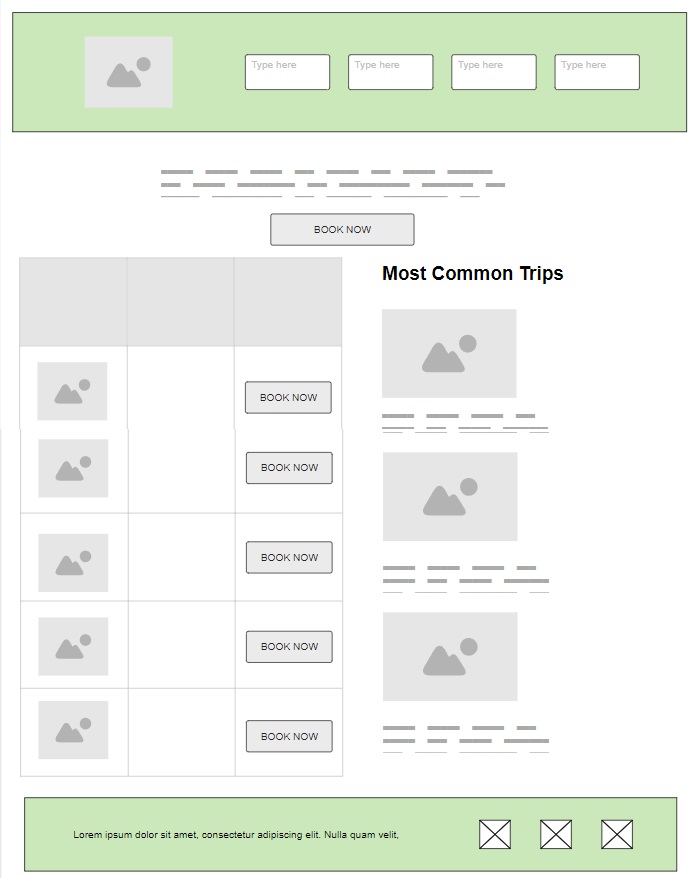 Type here Type here Type here Type here
BOOK NOW
Most Common Trips
BOOK NOW
BOOK NOW
BOOK NOW
BOOK NOW
BOOK NOW
Lorem ipsum dolor sit amet, consectetur adipiscing elit. Nulla quam velit,